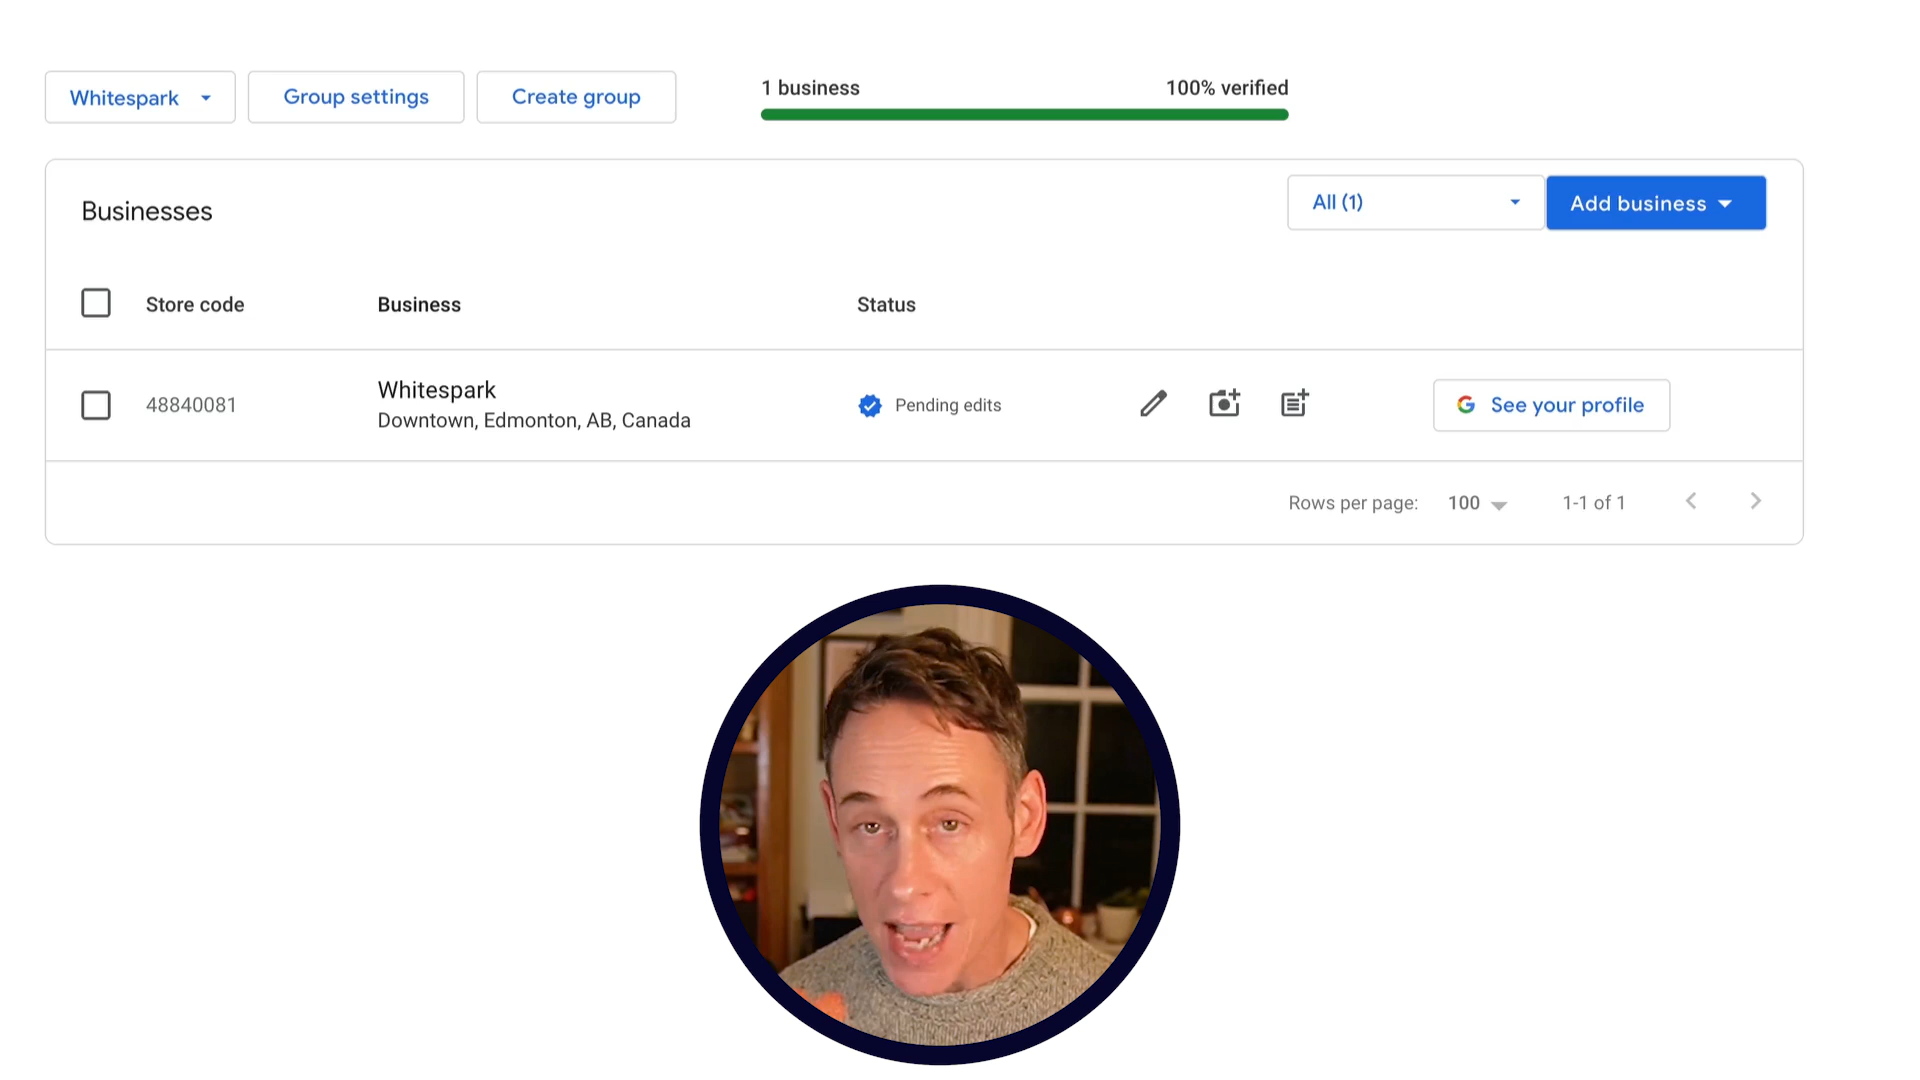 Whitespark
Group settings
Create group
1 business
100% verified
Businesses
All (1)
Add business
Store code
Business
Status
48840081
Whitespark
Downtown, Edmonton, AB, Canada
Pending edits
See your profile
Rows per page:
100
1-1 of 1